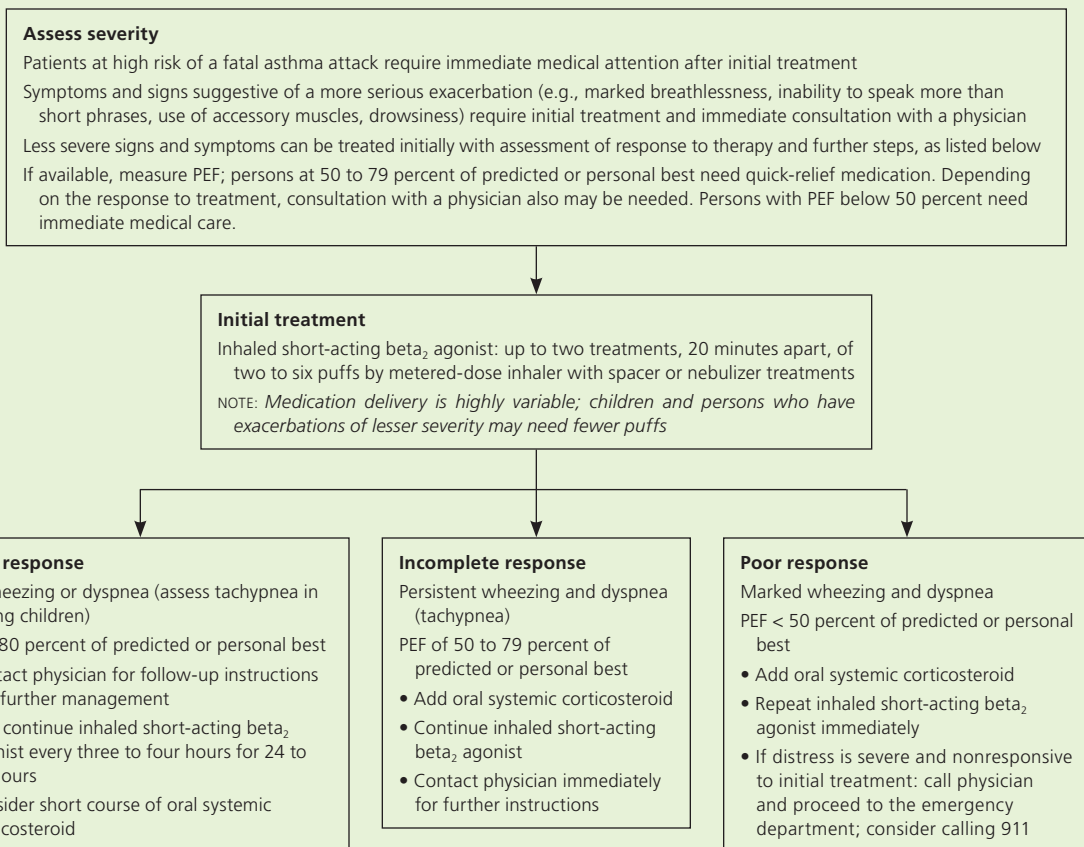 Assess severity
Patients at high risk of a fatal asthma attack require immediate medical attention after initial treatment
Symptoms and signs suggestive of a more serious exacerbation (e.g., marked breathlessness, inability to speak more than
short phrases, use of accessory muscles, drowsiness) require initial treatment and immediate consultation with a physician
Less severe signs and symptoms can be treated initially with assessment of response to therapy and further steps, as listed below
If available, measure PEF; persons at 50 to 79 percent of predicted or personal best need quick-relief medication. Depending
on the response to treatment, consultation with a physician also may be needed. Persons with PEF below 50 percent need
immediate medical care.
Initial treatment
Inhaled short-acting beta₂ agonist: up to two treatments, 20 minutes apart, of
two to six puffs by metered-dose inhaler with spacer or nebulizer treatments
NOTE: Medication delivery is highly variable; children and persons who have
exacerbations of lesser severity may need fewer puffs
response
or dyspnea (assess tachypnea in
children)
80 percent of predicted or personal best
physician for follow-up instructions
further management
continue inhaled short-acting beta₂
every three to four hours for 24 to
short course of oral systemic
Incomplete response
Persistent wheezing and dyspnea
(tachypnea)
PEF of 50 to 79 percent of
predicted or personal best
• Add oral systemic corticosteroid
• Continue inhaled short-acting
beta₂ agonist
• Contact physician immediately
for further instructions
Poor response
Marked wheezing and dyspnea
PEF < 50 percent of predicted or personal
best
• Add oral systemic corticosteroid
• Repeat inhaled short-acting beta₂
agonist immediately
• If distress is severe and nonresponsive
to initial treatment: call physician
and proceed to the emergency
department; consider calling 911